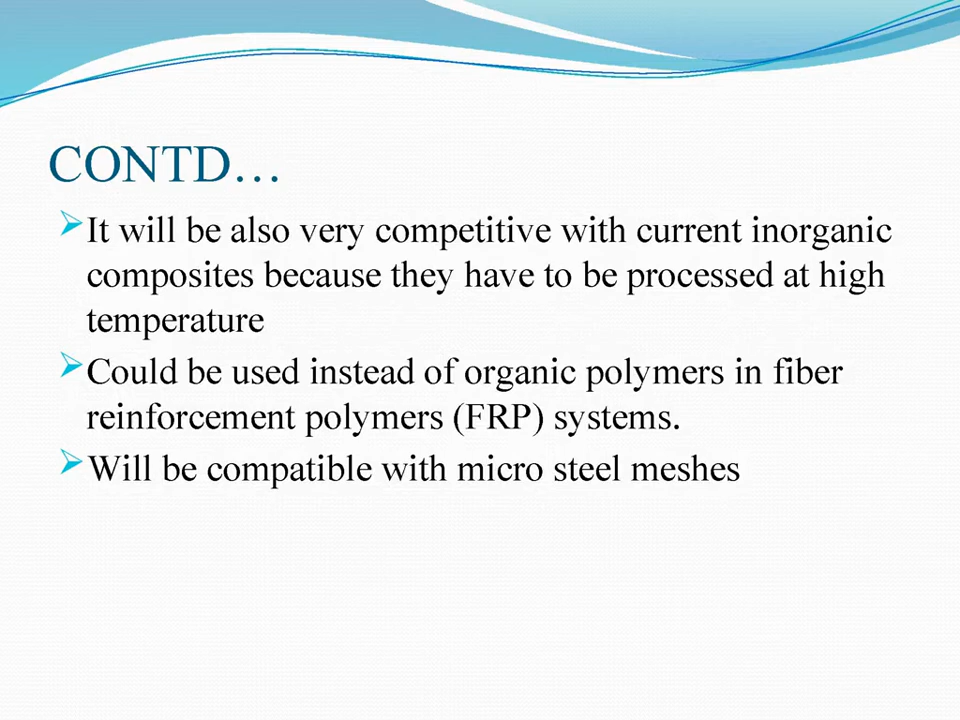 CONTD…
It will be also very competitive with current inorganic
composites because they have to be processed at high
temperature
Could be used instead of organic polymers in fiber
reinforcement polymers (FRP) systems.
Will be compatible with micro steel meshes